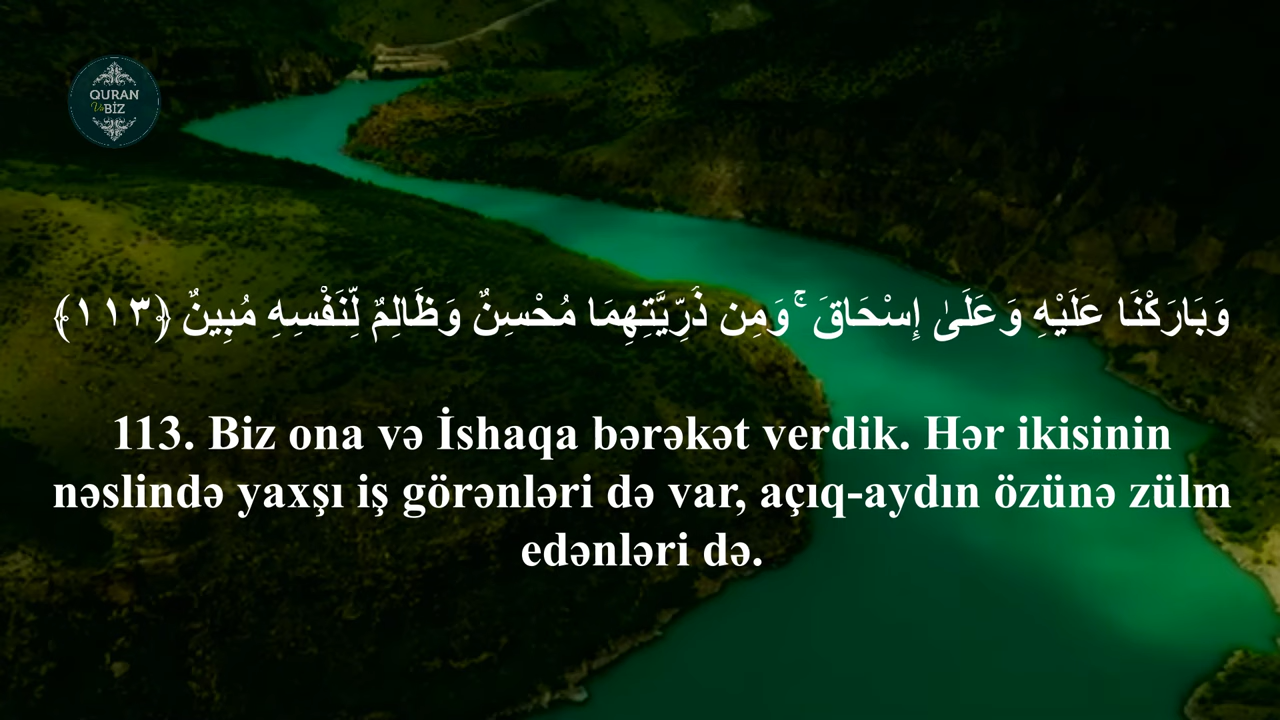 QURAN
Və BİZ
وَبَارَكْنَا عَلَيْهِ وَعَلَىٰ إِسْحَاقَ ۚ وَمِن ذُرِّيَّتِهِمَا مُحْسِنٌ وَظَالِمٌ لِّنَفْسِهِ مُبِينٌ ﴿١١٣﴾
113. Biz ona və İshaqa bərəkət verdik. Hər ikisinin
nəslində yaxşı iş görənləri də var, açıq-aydın özünə zülm
edənləri də.